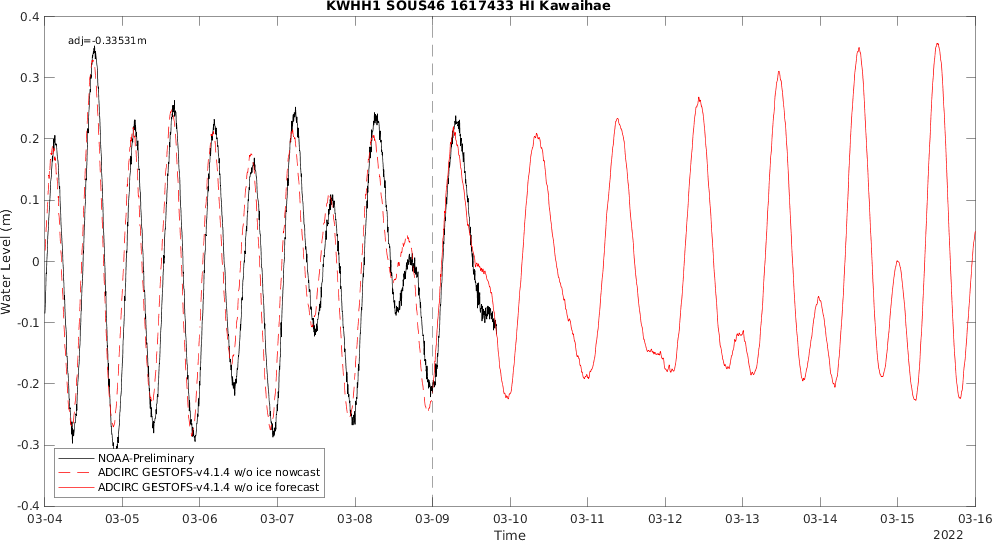 KWHH1 SOUS46 1617433 HI Kawaihae
adj=-0.33531m
0.4
0.3
0.2
0.1
0
-0.1
-0.2
-0.3
-0.4
Water Level (m)
NOAA-Preliminary
ADCIRC GESTOFS-v4.1.4 w/o ice nowcast
ADCIRC GESTOFS-v4.1.4 w/o ice forecast
03-04 03-05 03-06 03-07 03-08 03-09 03-10 03-11 03-12 03-13 03-14 03-15 03-16
Time
2022